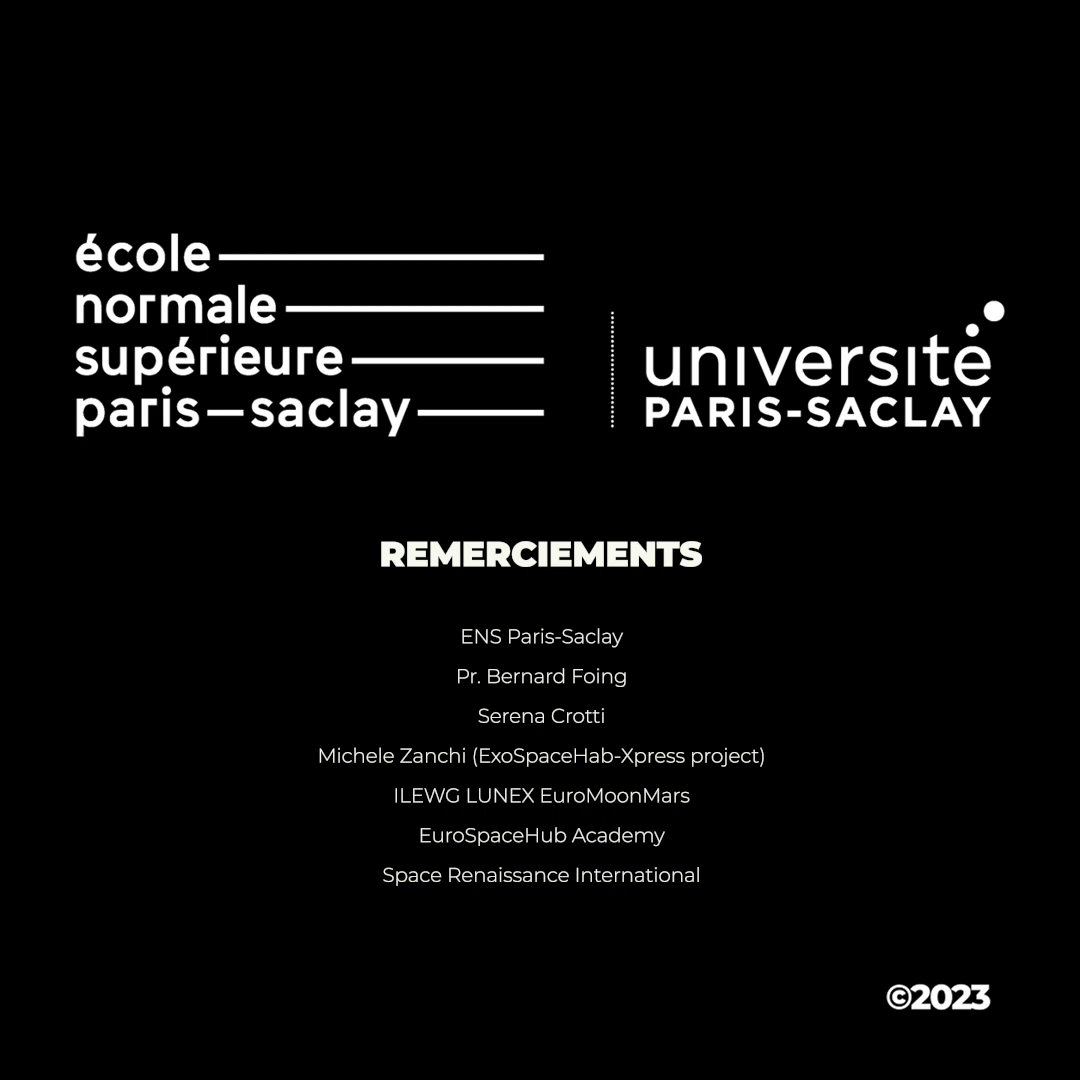 école
normale
supérieure
paris–saclay
université
PARIS-SACLAY
REMERCIEMENTS
ENS Paris-Saclay
Pr. Bernard Foing
Serena Crotti
Michele Zanchi (ExoSpaceHab-Xpress project)
ILEWG LUNEX EuroMoonMars
EuroSpaceHub Academy
Space Renaissance International
©2023